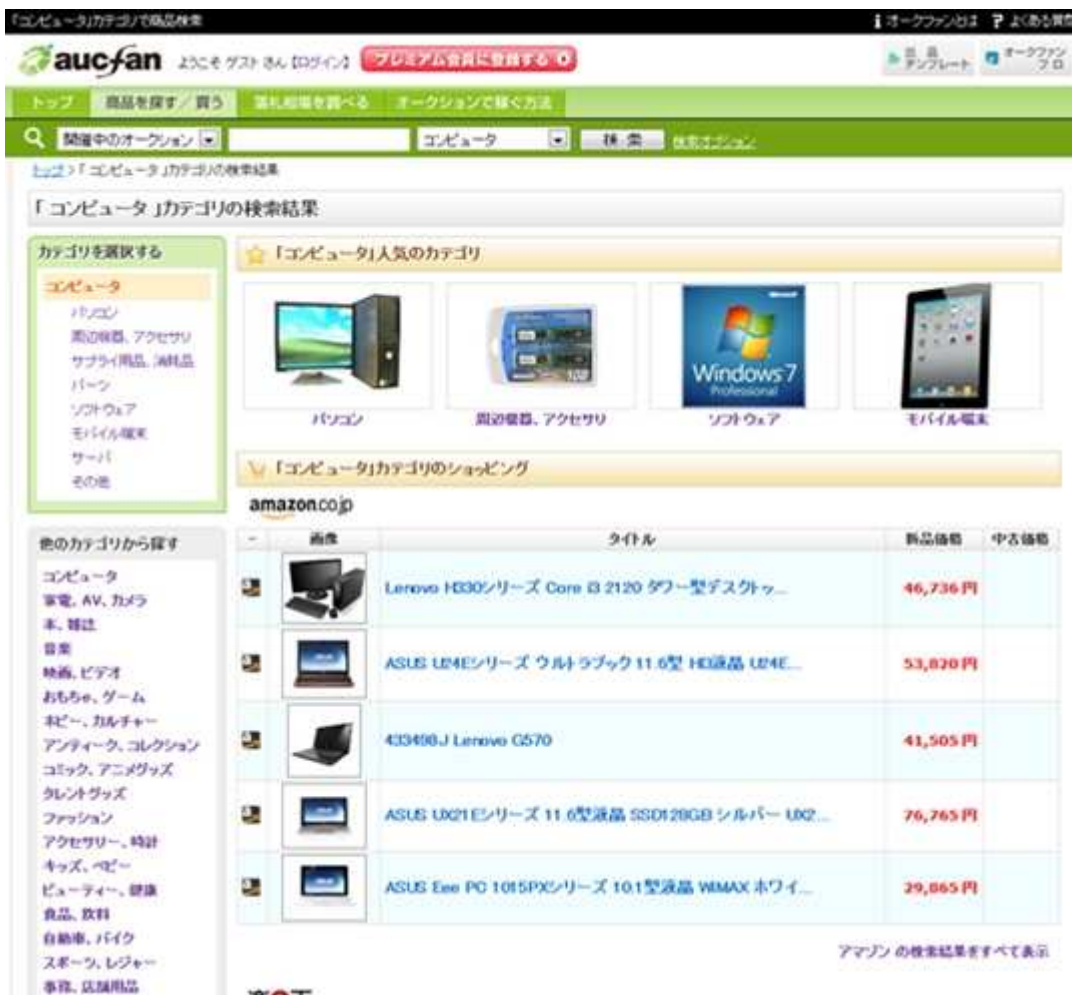 「コンピュータ」カテゴリで商品検索
オークファンとは ? よくある質問
aucfan ようこそ ゲスト さん【ログイン】 プレミアム会員に登録する
出品テンプレート オークファンプロ
トップ 商品を探す／買う 落札相場を調べる オークションで稼ぐ方法
開催中のオークション コンピュータ 検索 検索オプション
トップ>「コンピュータ」カテゴリの検索結果
「コンピュータ」カテゴリの検索結果
カテゴリを選択する
コンピュータ
パソコン
周辺機器、アクセサリ
サプライ用品、消耗品
パーツ
ソフトウェア
モバイル端末
サーバ
その他
他のカテゴリから探す
コンピュータ
家電、AV、カメラ
本、雑誌
音楽
映画、ビデオ
おもちゃ、ゲーム
ホビー、カルチャー
アンティーク、コレクション
コミック、アニメグッズ
タレントグッズ
ファッション
アクセサリー、時計
キッズ、ベビー
ビューティー、健康
食品、飲料
自動車、バイク
スポーツ、レジャー
事務、店舗用品
「コンピュータ」人気のカテゴリ
Windows 7
Professional
パソコン 周辺機器、アクセサリ ソフトウェア モバイル端末
「コンピュータ」カテゴリのショッピング
amazon.co.jp
- 画像 タイトル 新品価格 中古価格
Lenovo H330シリーズ Core i3 2120 タワー型デスクトッ... 46,736円
ASUS U24Eシリーズ ウルトラブック 11.6型 HD液晶 U24E... 53,820円
433498J Lenovo G570 41,505円
ASUS UX21Eシリーズ 11.6型液晶 SSD128GB シルバー UX2... 76,765円
ASUS Eee PC 1015PXシリーズ 10.1型液晶 WiMAX ホワイ... 29,865円
アマゾン の検索結果をすべて表示